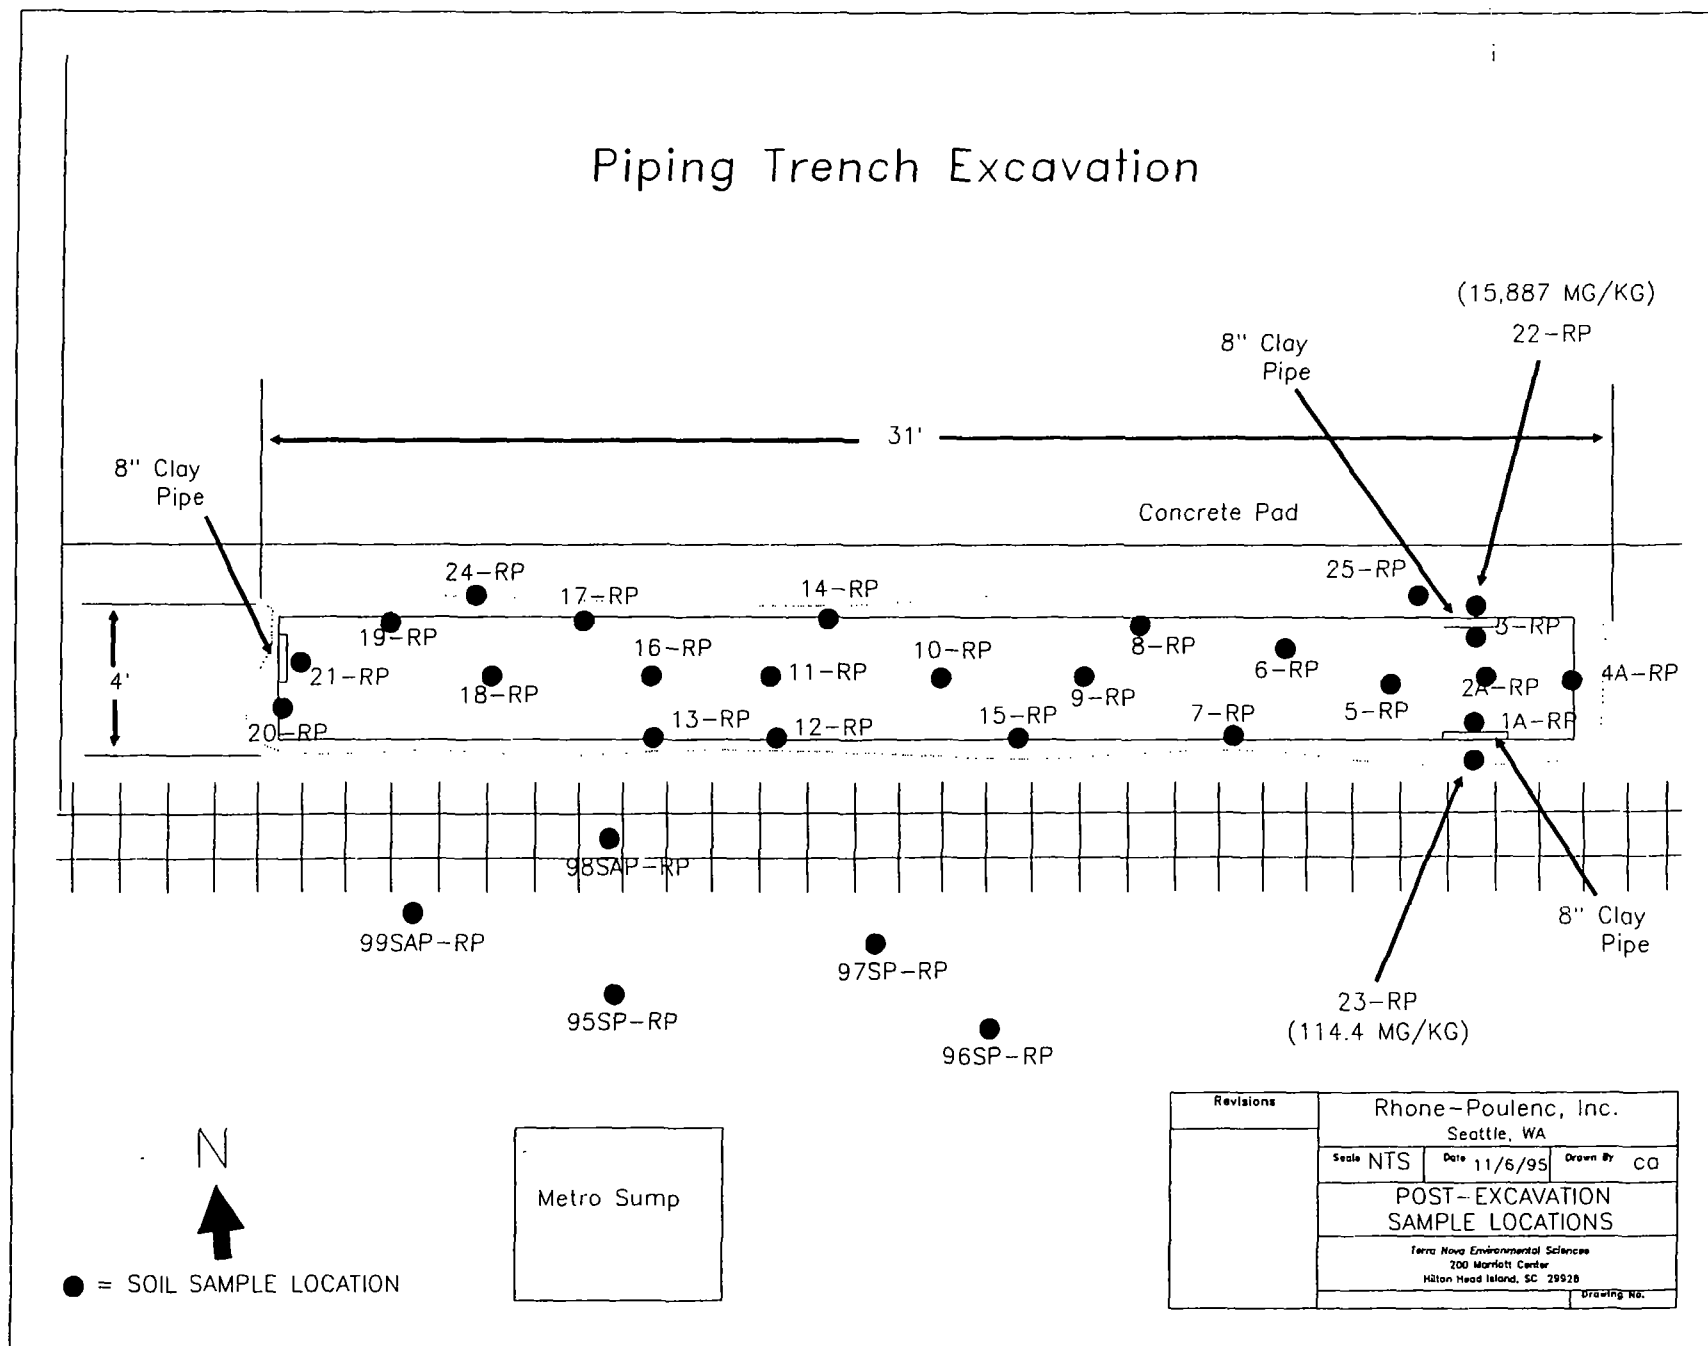 Piping Trench Excavation
(15,887 MG/KG)
22-RP
8" Clay
Pipe
31'
8" Clay
Pipe
Concrete Pad
24-RP
17-RP
14-RP
25-RP
19-RP
8-RP
3-RP
16-RP
10-RP
21-RP
18-RP
11-RP
9-RP
6-RP
5-RP
2A-RP
4A-RP
4'
20-RP
13-RP
12-RP
15-RP
7-RP
1A-RP
98SAP-RP
99SAP-RP
97SP-RP
95SP-RP
96SP-RP
8" Clay
Pipe
23-RP
(114.4 MG/KG)
N
Metro Sump
= SOIL SAMPLE LOCATION
Revisions
Rhone-Poulenc, Inc.
Seattle, WA
Scale NTS Date 11/6/95 Drawn By ca
POST-EXCAVATION
SAMPLE LOCATIONS
Terra Nova Environmental Sciences
200 Marriott Center
Hilton Head Island, SC 29928
Drawing No.